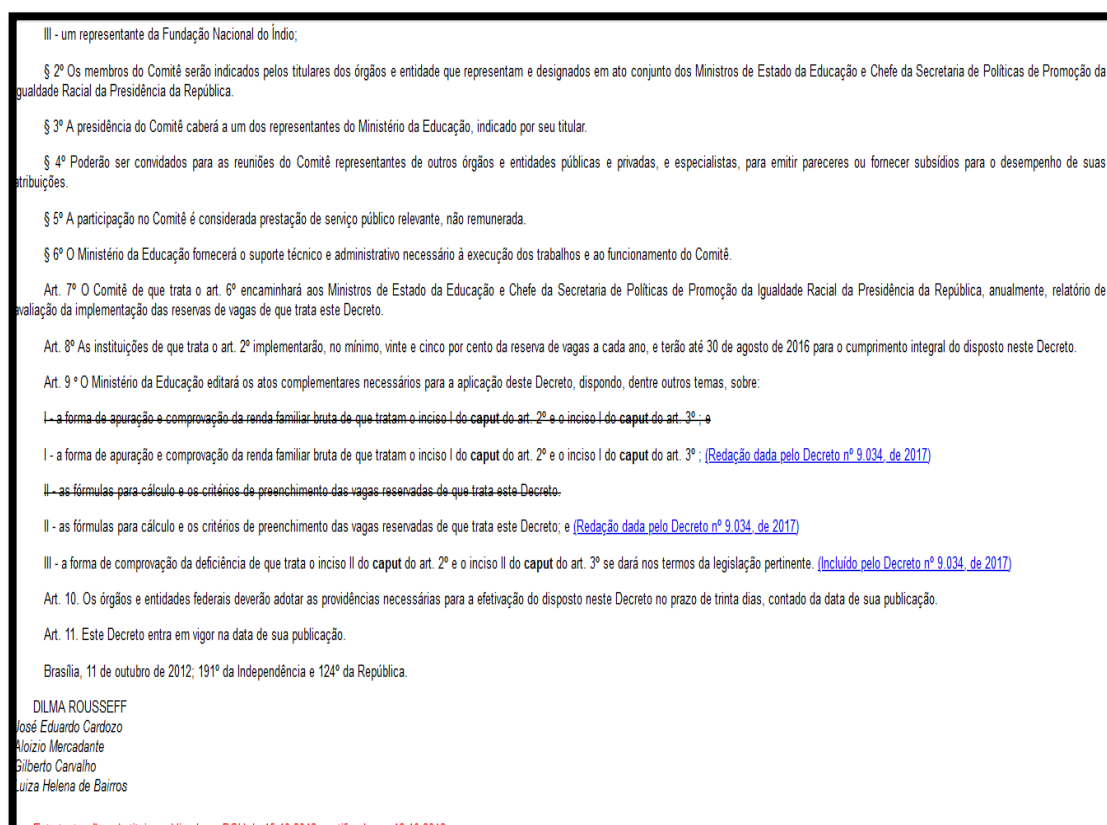 III - um representante da Fundação Nacional do Índio;
§ 2º Os membros do Comitê serão indicados pelos titulares dos órgãos e entidade que representam e designados em ato conjunto dos Ministros de Estado da Educação e Chefe da Secretaria de Políticas de Promoção da
Igualdade Racial da Presidência da República.
§ 3º A presidência do Comitê caberá a um dos representantes do Ministério da Educação, indicado por seu titular.
§ 4º Poderão ser convidados para as reuniões do Comitê representantes de outros órgãos e entidades públicas e privadas, e especialistas, para emitir pareceres ou fornecer subsídios para o desempenho de suas
atribuições.
§ 5º A participação no Comitê é considerada prestação de serviço público relevante, não remunerada.
§ 6º O Ministério da Educação fornecerá o suporte técnico e administrativo necessário à execução dos trabalhos e ao funcionamento do Comitê.
Art. 7º O Comitê de que trata o art. 6º encaminhará aos Ministros de Estado da Educação e Chefe da Secretaria de Políticas de Promoção da Igualdade Racial da Presidência da República, anualmente, relatório de
avaliação da implementação das reservas de vagas de que trata este Decreto.
Art. 8º As instituições de que trata o art. 2º implementarão, no mínimo, vinte e cinco por cento da reserva de vagas a cada ano, e terão até 30 de agosto de 2016 para o cumprimento integral do disposto neste Decreto.
Art. 9 º O Ministério da Educação editará os atos complementares necessários para a aplicação deste Decreto, dispondo, dentre outros temas, sobre:
I - a forma de apuração e comprovação da renda familiar bruta de que tratam o inciso I do caput do art. 2º e o inciso I do caput do art. 3º ; e
I - a forma de apuração e comprovação da renda familiar bruta de que tratam o inciso I do caput do art. 2º e o inciso I do caput do art. 3º ; (Redação dada pelo Decreto nº 9.034, de 2017)
II - as fórmulas para cálculo e os critérios de preenchimento das vagas reservadas de que trata este Decreto.
II - as fórmulas para cálculo e os critérios de preenchimento das vagas reservadas de que trata este Decreto; e (Redação dada pelo Decreto nº 9.034, de 2017)
III - a forma de comprovação da deficiência de que trata o inciso II do caput do art. 2º e o inciso II do caput do art. 3º se dará nos termos da legislação pertinente. (Incluído pelo Decreto nº 9.034, de 2017)
Art. 10. Os órgãos e entidades federais deverão adotar as providências necessárias para a efetivação do disposto neste Decreto no prazo de trinta dias, contado da data de sua publicação.
Art. 11. Este Decreto entra em vigor na data de sua publicação.
Brasília, 11 de outubro de 2012; 191º da Independência e 124º da República.
DILMA ROUSSEFF
José Eduardo Cardozo
Aloizio Mercadante
Gilberto Carvalho
Luiza Helena de Bairros